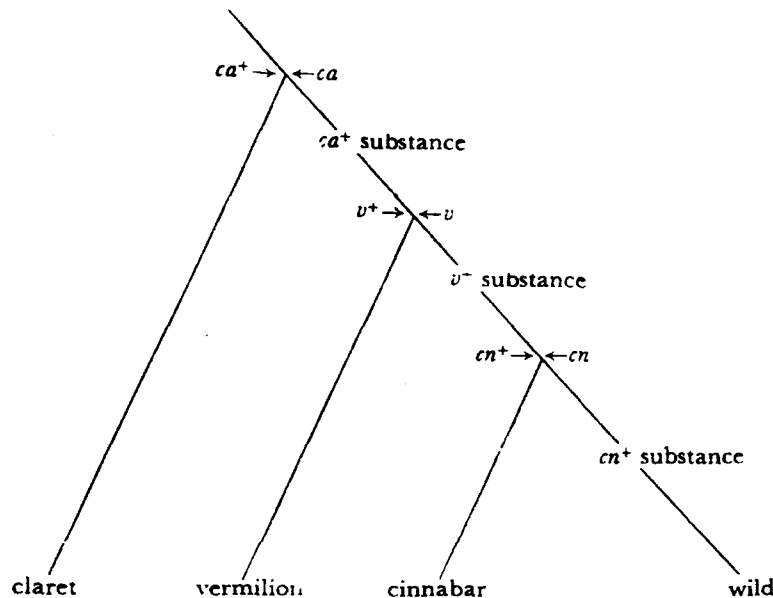 ca⁺ → ← ca
ca⁺ substance
v⁺ → ← v
v⁺ substance
cn⁺ → ← cn
cn⁺ substance
claret vermilion cinnabar wild